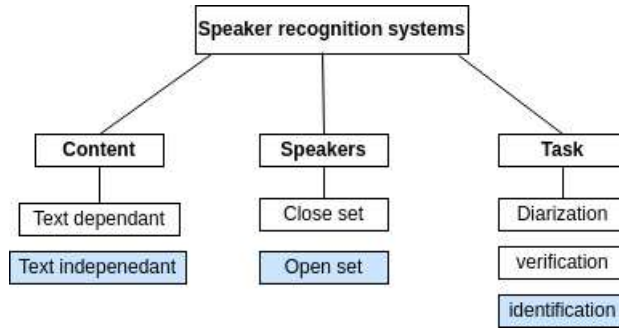 Speaker recognition systems
Content
Speakers
Task
Text dependant
Close set
Diarization
Text indepenedant
Open set
verification
identification